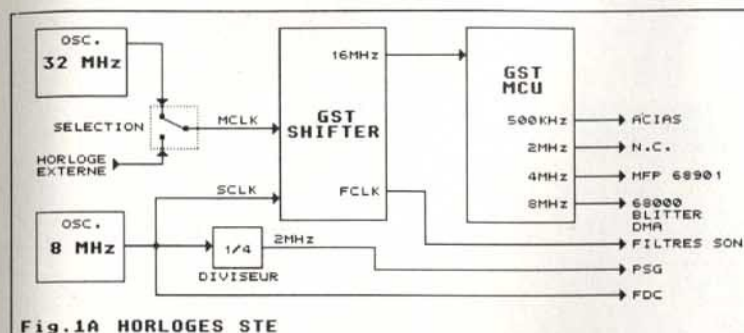 OSC.
32 MHz
SELECTION
HORLOGE
EXTERNE
MCLK
SCLK
OSC.
8 MHz
1/4
DIVISEUR
2MHz
16MHz
GST
SHIFTER
FCLK
GST
MCU
500KHz
2MHz
4MHz
8MHz
ACIAS
N.C.
MFP 68901
68000
BLITTER
DMA
FILTRES SON
PSG
FDC
Fig.1A HORLOGES STE